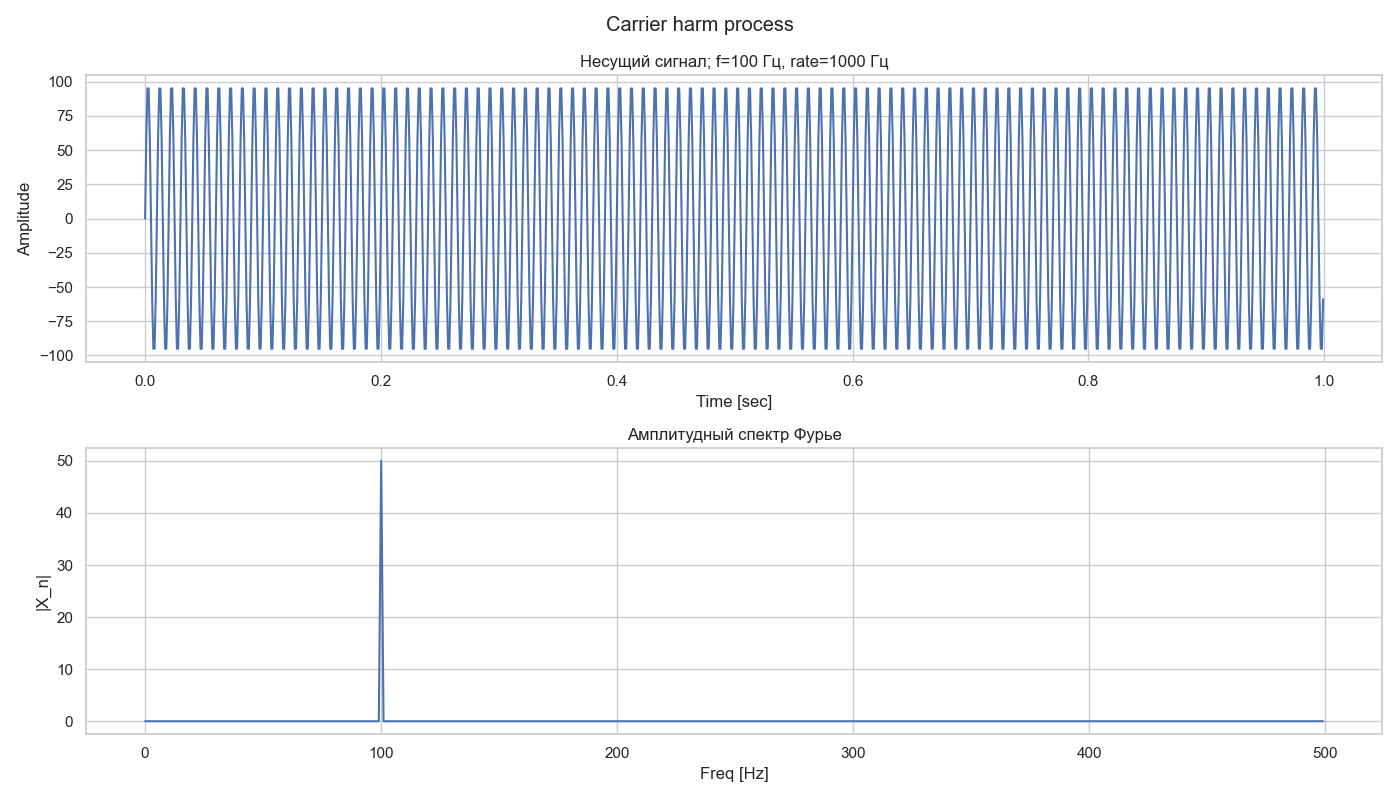 Carrier harm process
Несущий сигнал; f=100 Гц, rate=1000 Гц
100
75
50
25
0
−25
−50
−75
−100
Amplitude
0.0 0.2 0.4 0.6 0.8 1.0
Time [sec]
Амплитудный спектр Фурье
50
40
30
20
10
0
|X_n|
0 100 200 300 400 500
Freq [Hz]